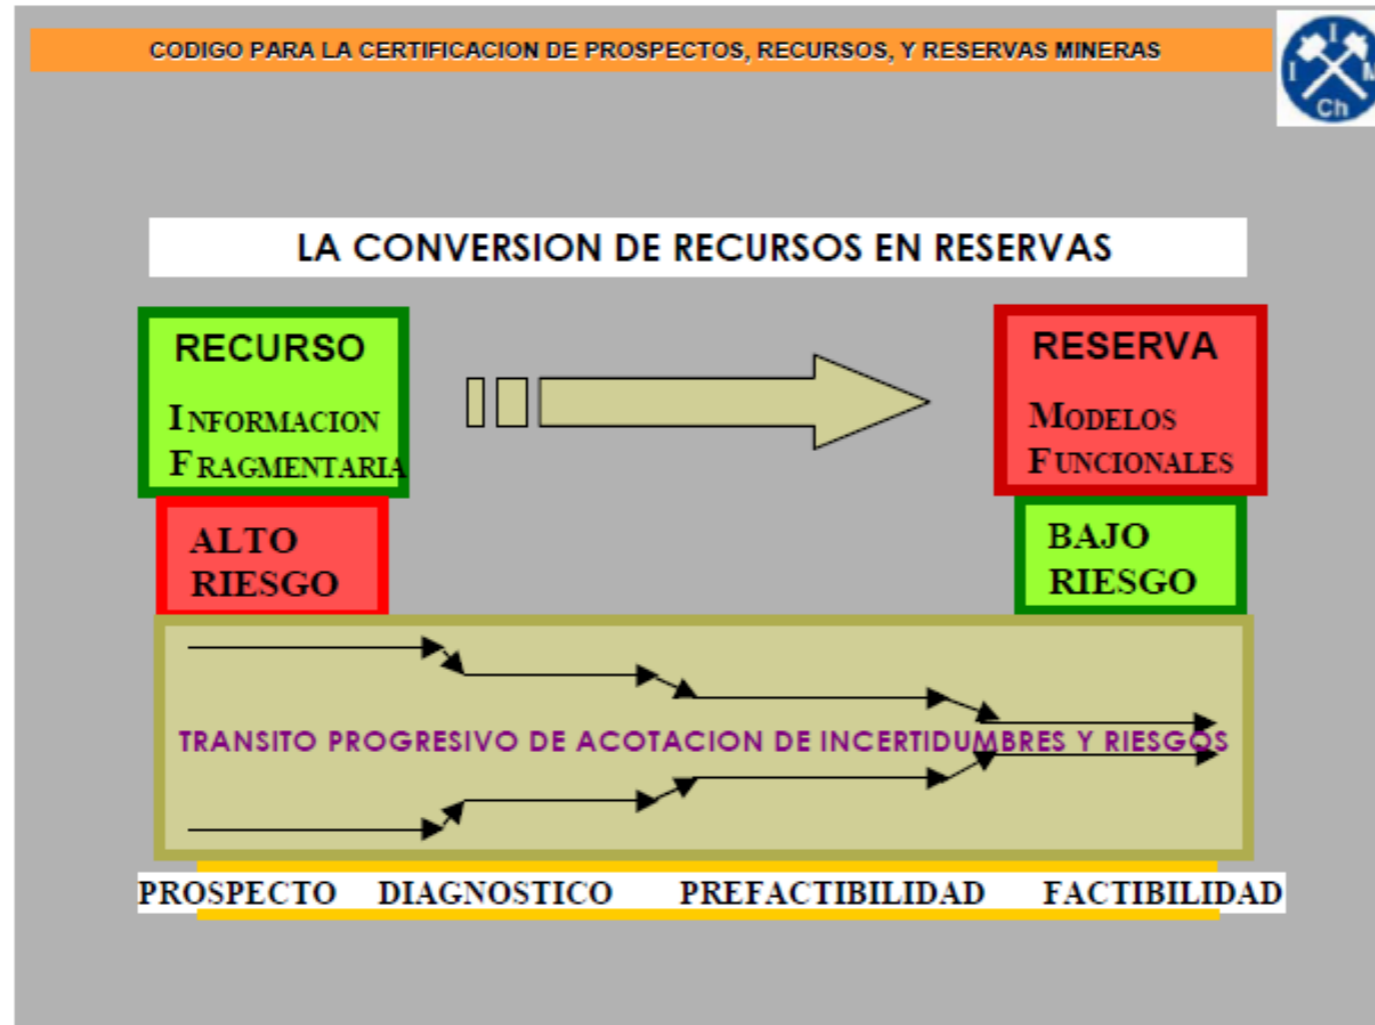 CODIGO PARA LA CERTIFICACION DE PROSPECTOS, RECURSOS, Y RESERVAS MINERAS
I
I M
Ch
LA CONVERSION DE RECURSOS EN RESERVAS
RECURSO
INFORMACION
FRAGMENTARIA
RESERVA
MODELOS
FUNCIONALES
ALTO
RIESGO
BAJO
RIESGO
TRANSITO PROGRESIVO DE ACOTACION DE INCERTIDUMBRES Y RIESGOS
PROSPECTO DIAGNOSTICO PREFACTIBILIDAD FACTIBILIDAD